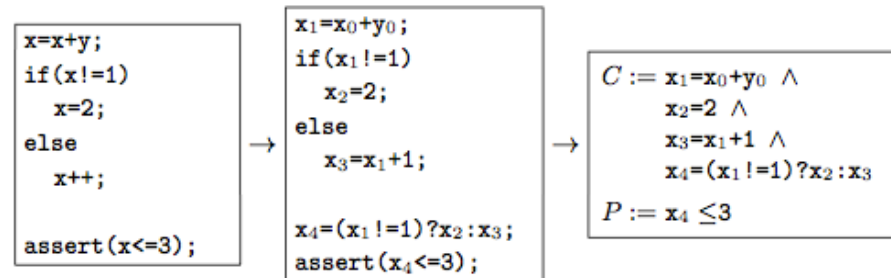 x=x+y;
if(x!=1)
x=2;
else
x++;
assert(x<=3);
→
x₁=x₀+y₀;
if(x₁!=1)
x₂=2;
else
x₃=x₁+1;
x₄=(x₁!=1)?x₂:x₃;
assert(x₄<=3);
→
C := x₁=x₀+y₀ ∧
x₂=2 ∧
x₃=x₁+1 ∧
x₄=(x₁!=1)?x₂:x₃
P := x₄ ≤3